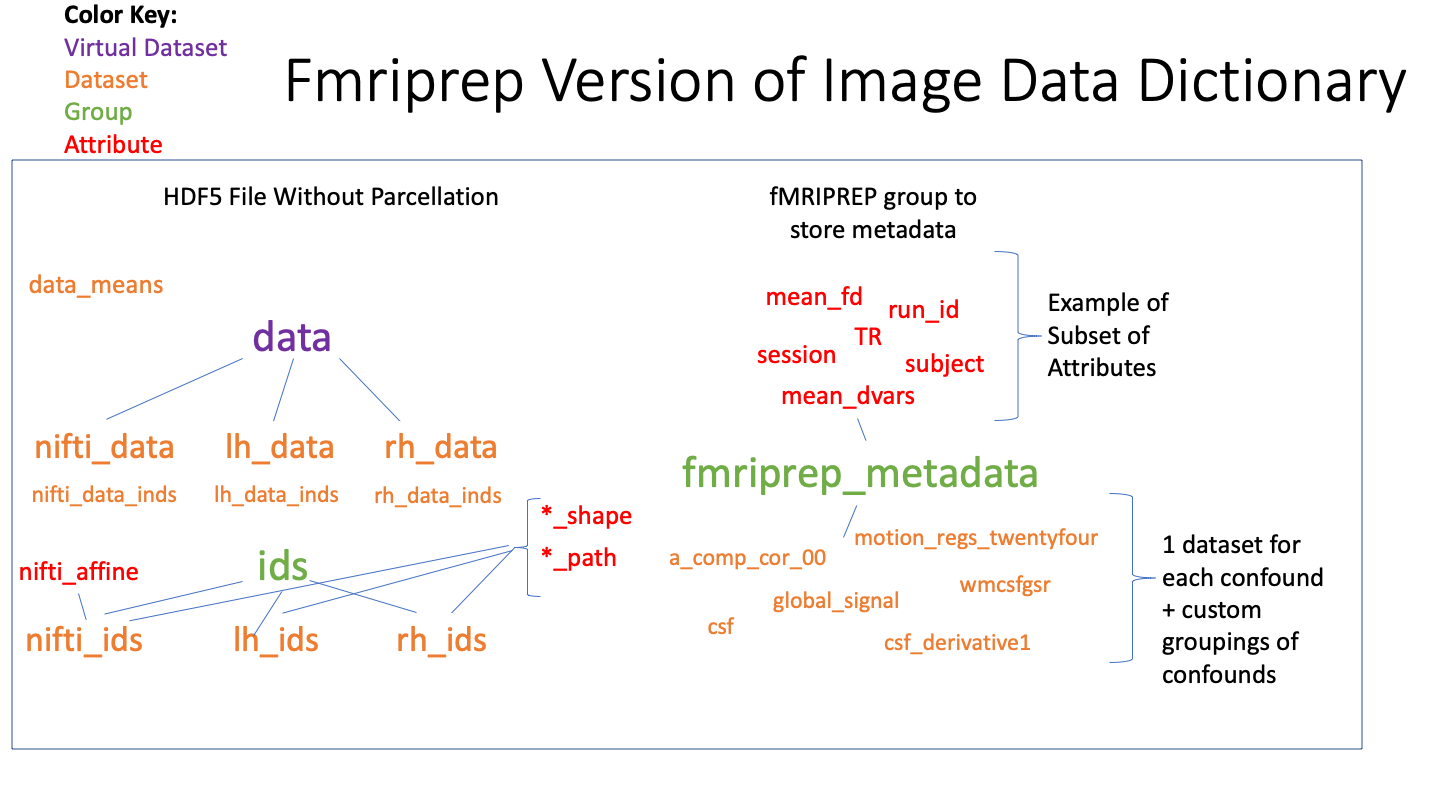 Color Key:
Virtual Dataset
Dataset
Group
Attribute
Fmriprep Version of Image Data Dictionary
HDF5 File Without Parcellation
data_means
data
nifti_data lh_data rh_data
nifti_data_inds lh_data_inds rh_data_inds
*_shape
*_path
nifti_affine
ids
nifti_ids lh_ids rh_ids
fMRIPREP group to
store metadata
mean_fd
run_id
TR
session
subject
mean_dvars
Example of
Subset of
Attributes
fmriprep_metadata
motion_regs_twentyfour
a_comp_cor_00
wmcsfgsr
global_signal
csf
csf_derivative1
1 dataset for
each confound
+ custom
groupings of
confounds